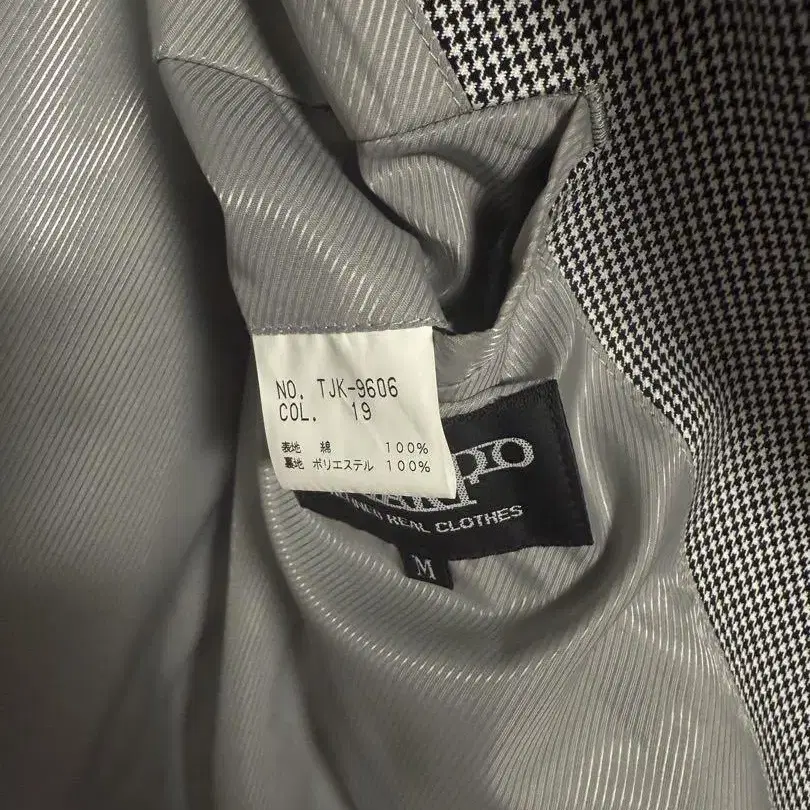 NO. TJK-9606
COL. 19
表地 綿 100%
裏地 ポリエステル 100%
REAL CLOTHES
M